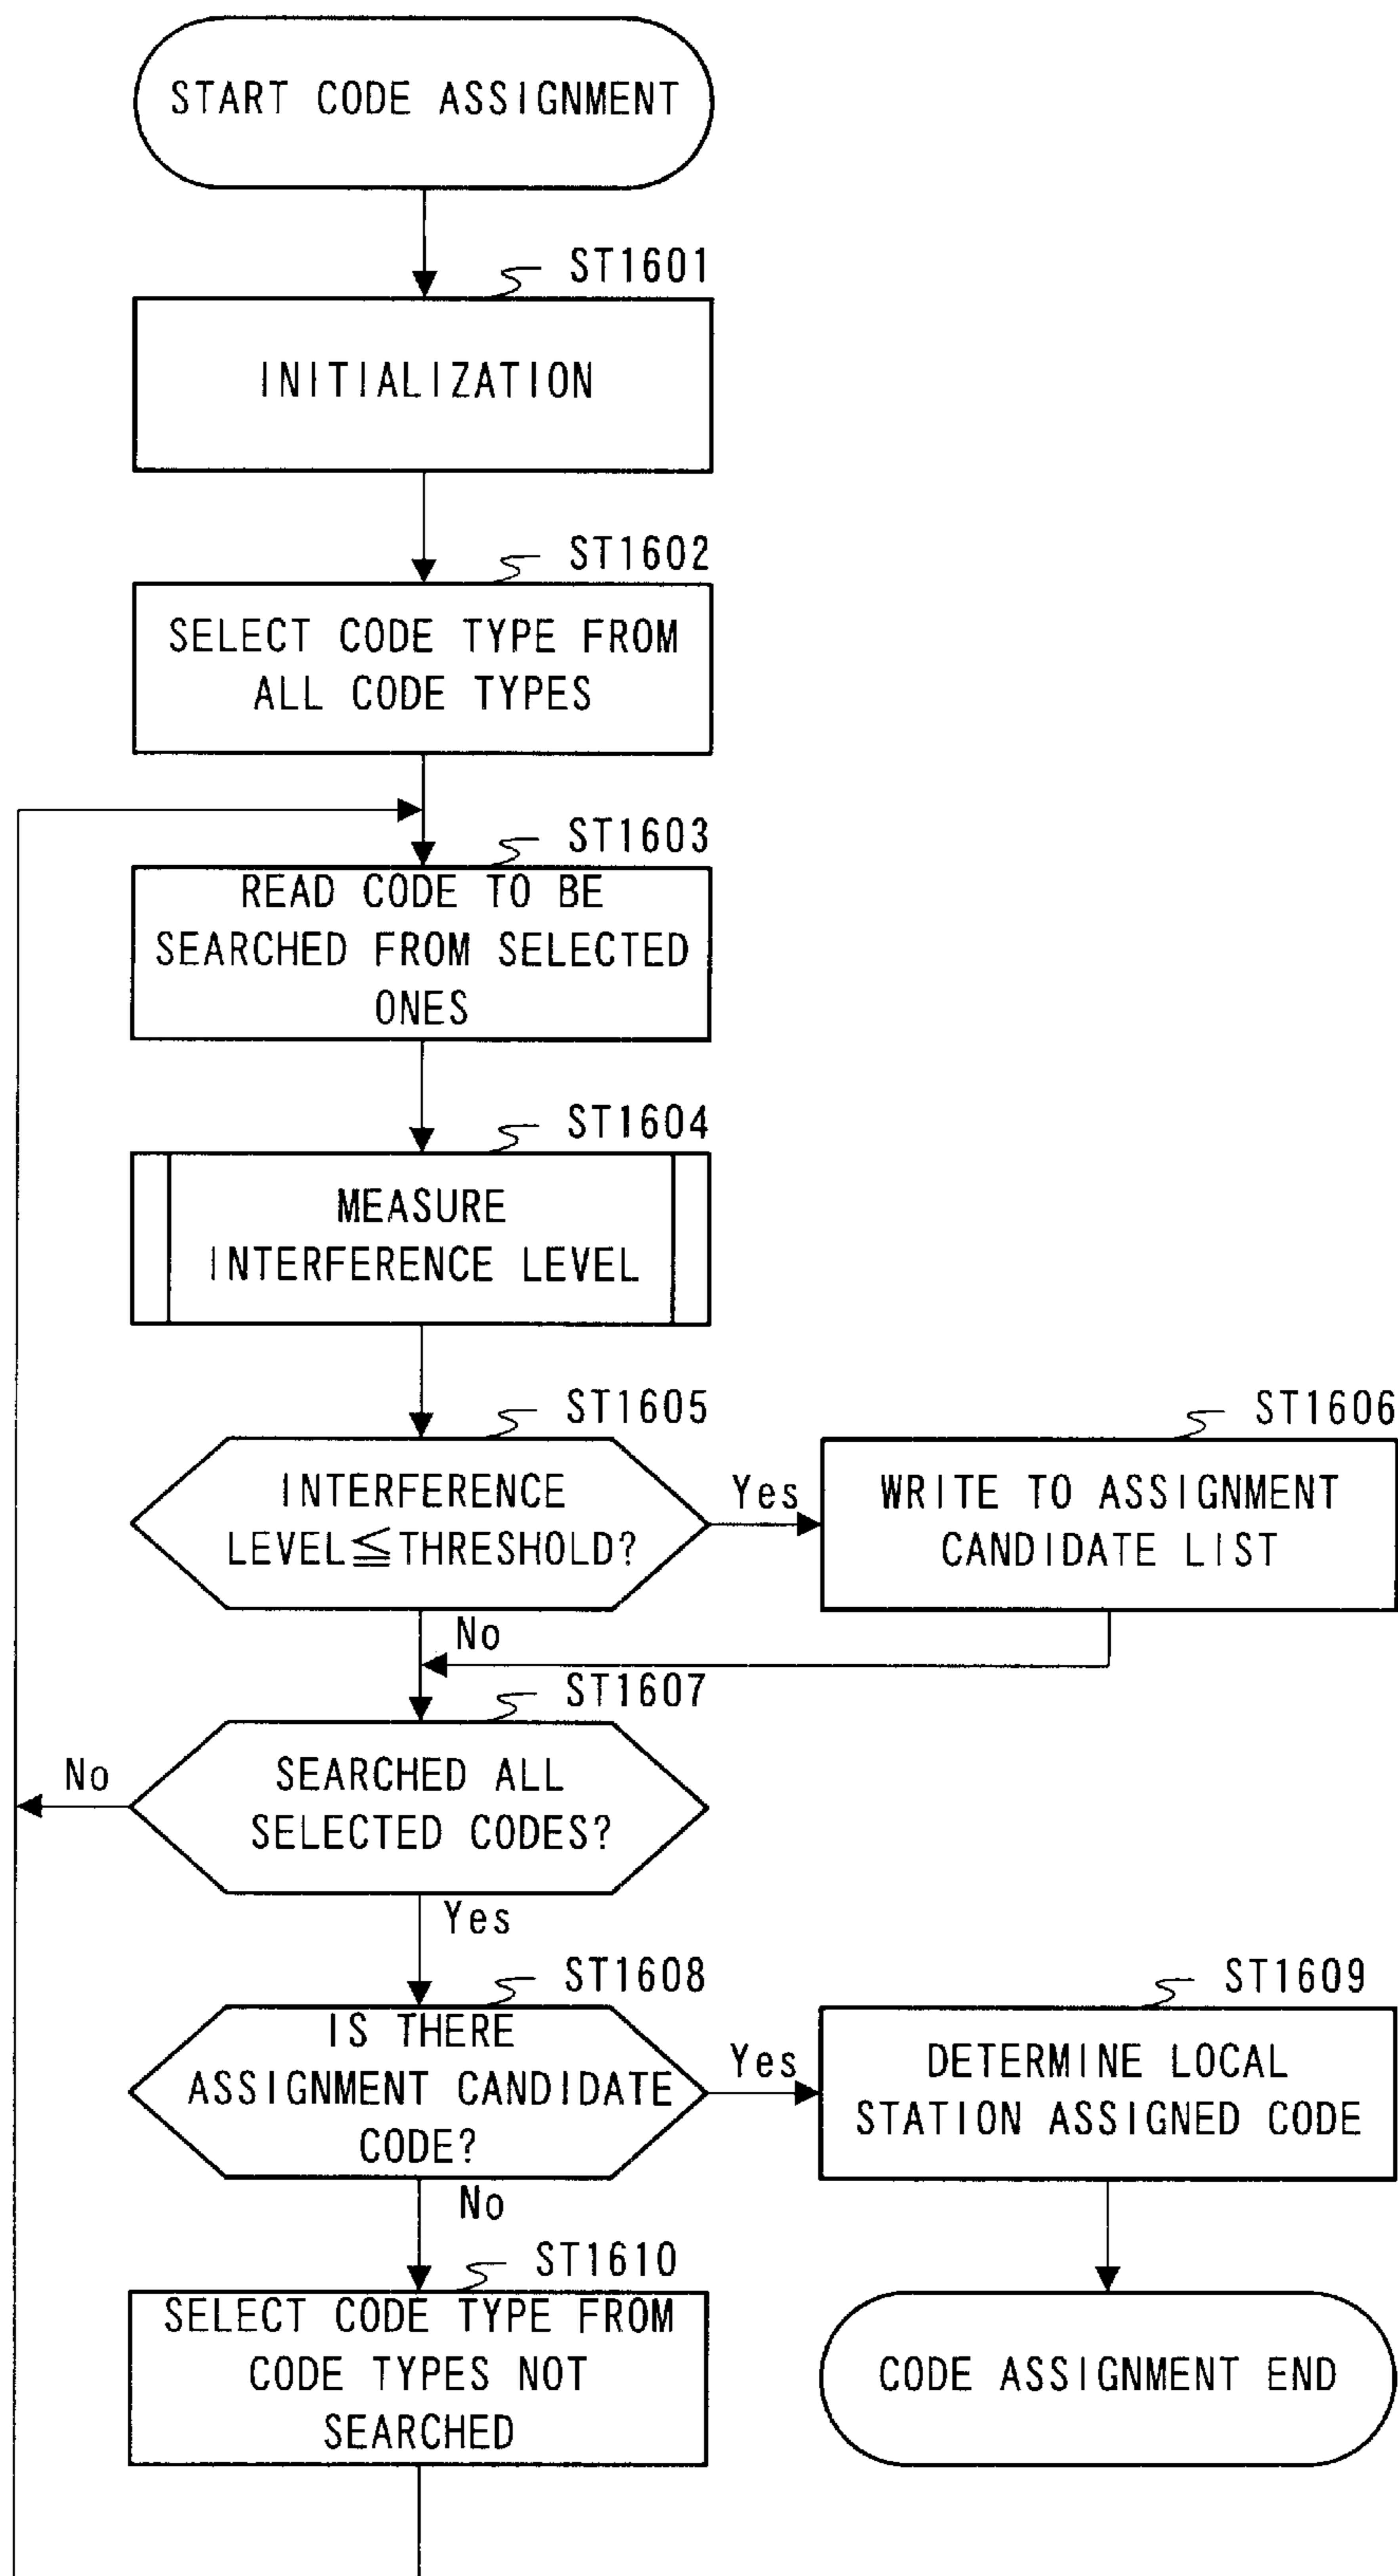 START CODE ASSIGNMENT
ST1601
INITIALIZATION
ST1602
SELECT CODE TYPE FROM
ALL CODE TYPES
ST1603
READ CODE TO BE
SEARCHED FROM SELECTED
ONES
ST1604
MEASURE
INTERFERENCE LEVEL
ST1605
INTERFERENCE
LEVEL≦THRESHOLD?
Yes
ST1606
WRITE TO ASSIGNMENT
CANDIDATE LIST
No
ST1607
SEARCHED ALL
SELECTED CODES?
No
Yes
ST1608
IS THERE
ASSIGNMENT CANDIDATE
CODE?
Yes
ST1609
DETERMINE LOCAL
STATION ASSIGNED CODE
No
ST1610
SELECT CODE TYPE FROM
CODE TYPES NOT
SEARCHED
CODE ASSIGNMENT END